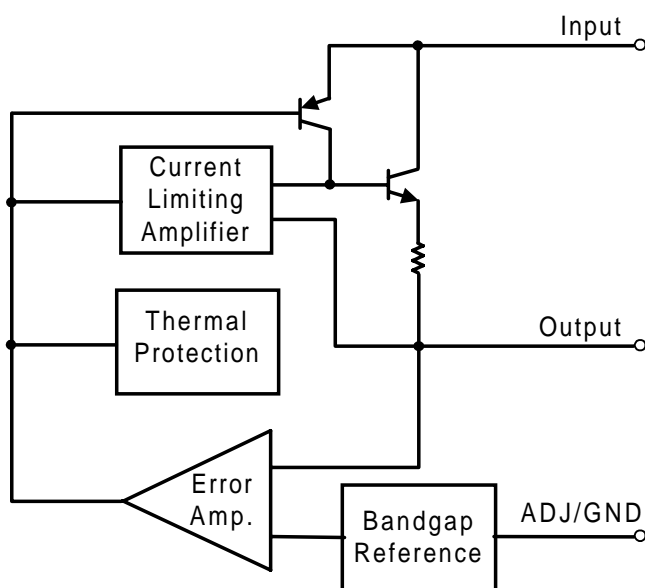 Input
Current
Limiting
Amplifier
Output
Thermal
Protection
Error
Amp.
ADJ/GND
Bandgap
Reference